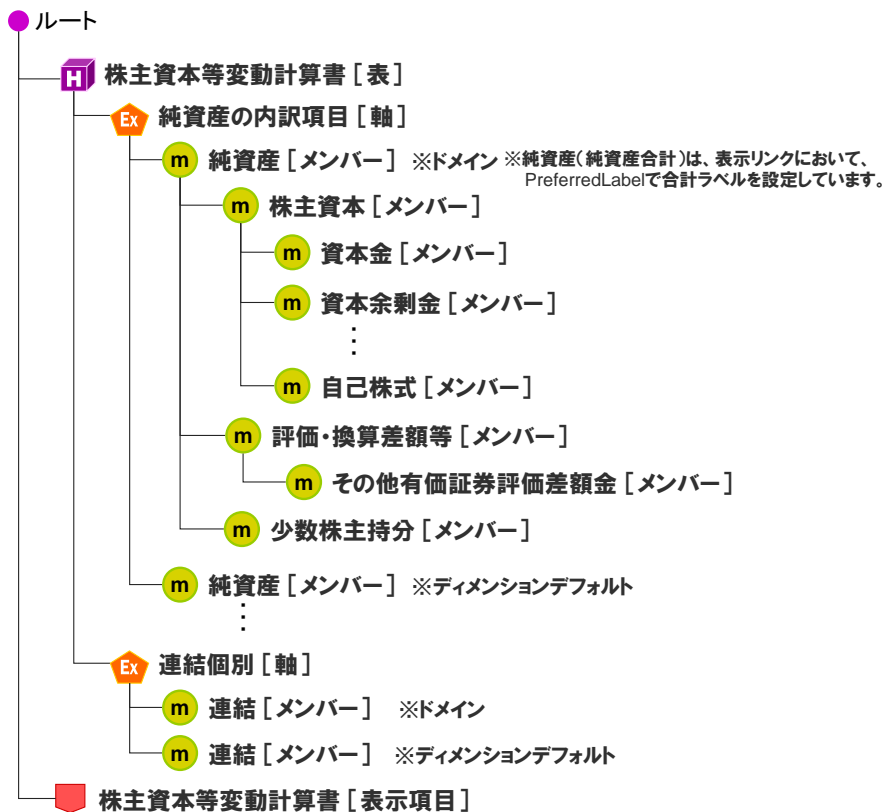 ルート
H 株主資本等変動計算書［表］
Ex 純資産の内訳項目［軸］
m 純資産［メンバー］ ※ドメイン ※純資産（純資産合計）は、表示リンクにおいて、
PreferredLabelで合計ラベルを設定しています。
m 株主資本［メンバー］
m 資本金［メンバー］
m 資本余剰金［メンバー］
⋮
m 自己株式［メンバー］
m 評価・換算差額等［メンバー］
m その他有価証券評価差額金［メンバー］
m 少数株主持分［メンバー］
m 純資産［メンバー］ ※ディメンションデフォルト
⋮
Ex 連結個別［軸］
m 連結［メンバー］ ※ドメイン
m 連結［メンバー］ ※ディメンションデフォルト
株主資本等変動計算書［表示項目］